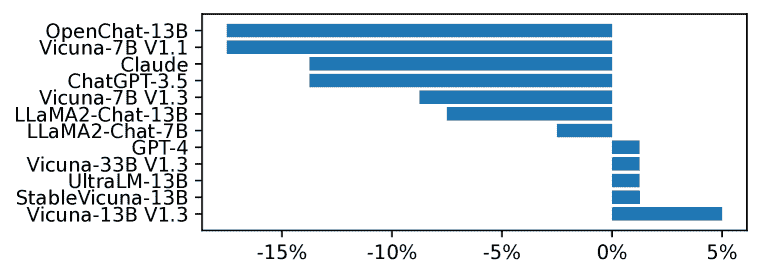 OpenChat-13B
Vicuna-7B V1.1
Claude
ChatGPT-3.5
Vicuna-7B V1.3
LLaMA2-Chat-13B
LLaMA2-Chat-7B
GPT-4
Vicuna-33B V1.3
UltraLM-13B
StableVicuna-13B
Vicuna-13B V1.3
-15% -10% -5% 0% 5%